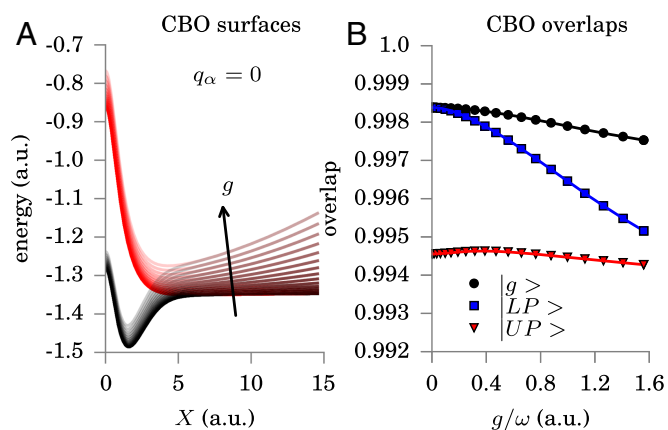 A
CBO surfaces
-0.7
-0.8
-0.9
-1.0
-1.1
-1.2
-1.3
-1.4
-1.5
energy (a.u.)
q_α = 0
g
0 5 10 15
X (a.u.)
B
CBO overlaps
1.0
0.999
0.998
0.997
0.996
0.995
0.994
0.993
0.992
overlap
|g >
|LP >
|UP >
0 0.4 0.8 1.2 1.6
g/ω (a.u.)